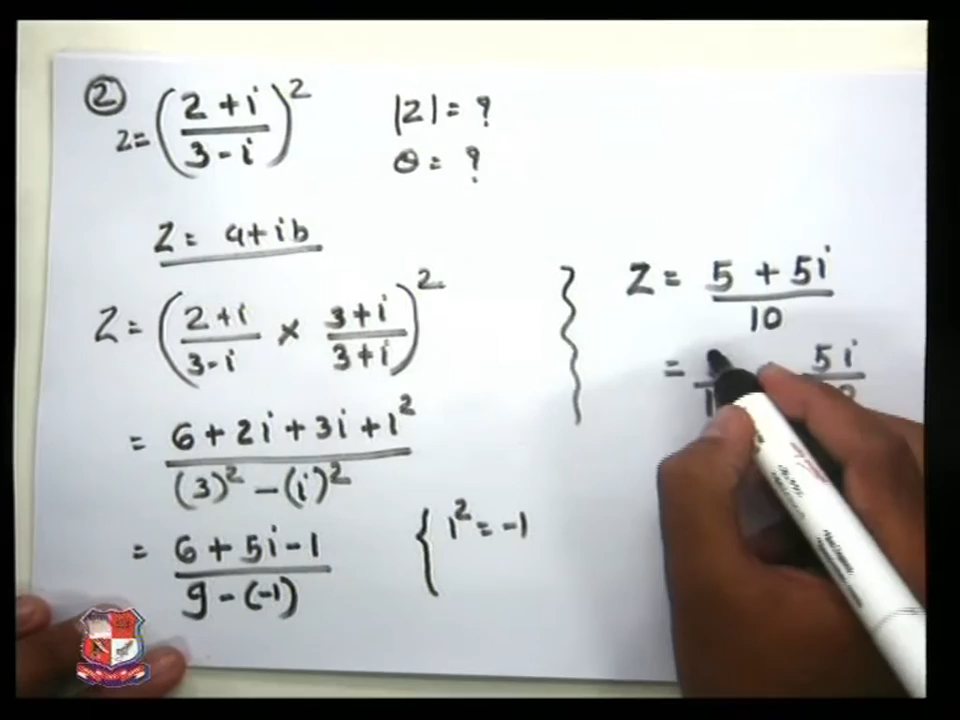 ②
z = ( (2 + i) / (3 - i) )²
|z| = ?
θ = ?
z = a + ib
z = ( (2 + i) / (3 - i) × (3 + i) / (3 + i) )²
= (6 + 2i + 3i + i²) / ((3)² - (i)²)
= (6 + 5i - 1) / (9 - (-1))
{ i² = -1
z = (5 + 5i) / 10
= 5i